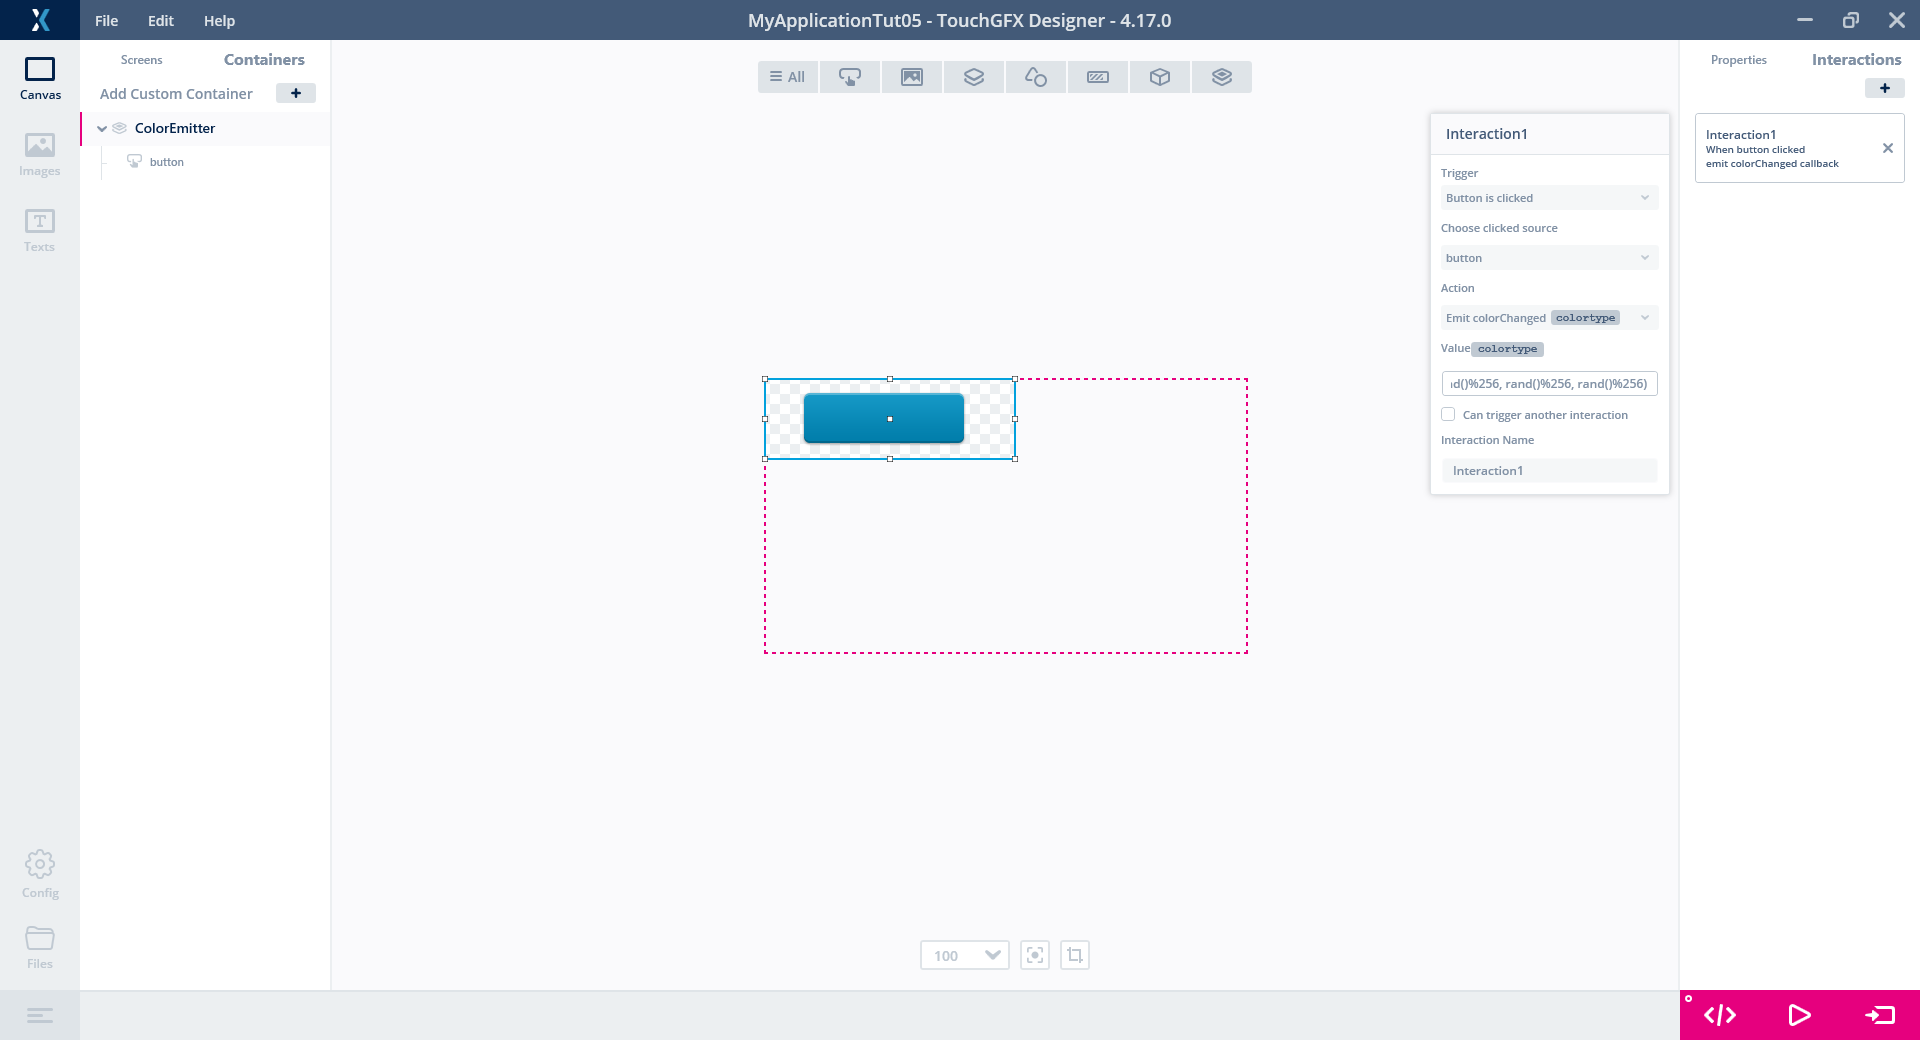 File Edit Help
MyApplicationTut05 - TouchGFX Designer - 4.17.0
Canvas
Images
Texts
Config
Files
Screens Containers
Add Custom Container
ColorEmitter
button
All
100
Interaction1
Trigger
Button is clicked
Choose clicked source
button
Action
Emit colorChanged colortype
Value colortype
d()%256, rand()%256, rand()%256)
Can trigger another interaction
Interaction Name
Interaction1
Properties Interactions
Interaction1
When button clicked
emit colorChanged callback